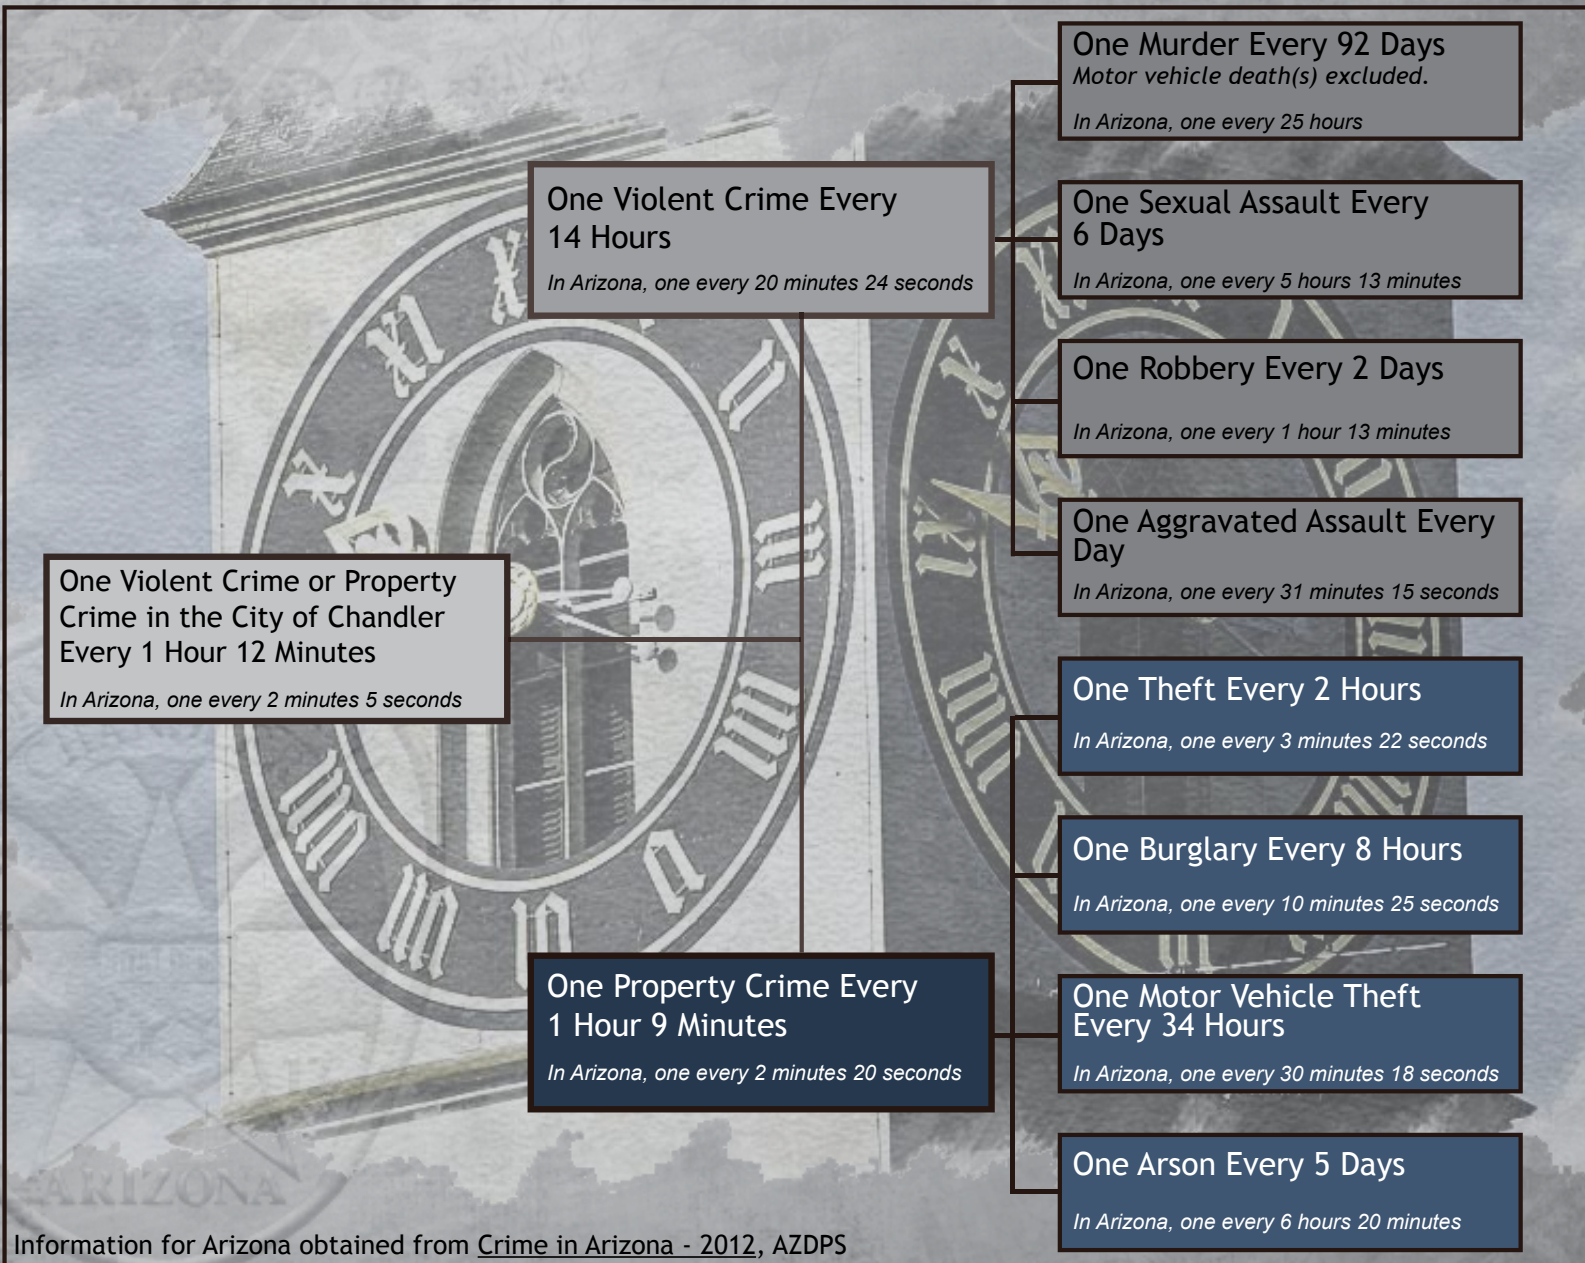 One Murder Every 92 Days
Motor vehicle death(s) excluded.
In Arizona, one every 25 hours
One Violent Crime Every
14 Hours
In Arizona, one every 20 minutes 24 seconds
One Sexual Assault Every
6 Days
In Arizona, one every 5 hours 13 minutes
One Robbery Every 2 Days
In Arizona, one every 1 hour 13 minutes
One Aggravated Assault Every
Day
In Arizona, one every 31 minutes 15 seconds
One Violent Crime or Property
Crime in the City of Chandler
Every 1 Hour 12 Minutes
In Arizona, one every 2 minutes 5 seconds
One Theft Every 2 Hours
In Arizona, one every 3 minutes 22 seconds
One Burglary Every 8 Hours
In Arizona, one every 10 minutes 25 seconds
One Property Crime Every
1 Hour 9 Minutes
In Arizona, one every 2 minutes 20 seconds
One Motor Vehicle Theft
Every 34 Hours
In Arizona, one every 30 minutes 18 seconds
One Arson Every 5 Days
In Arizona, one every 6 hours 20 minutes
ARIZONA
Information for Arizona obtained from Crime in Arizona - 2012, AZDPS